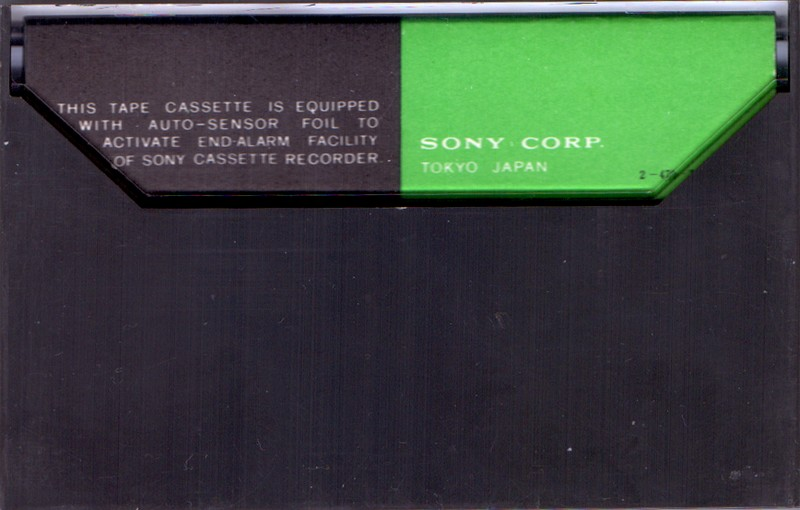 THIS TAPE CASSETTE IS EQUIPPED
WITH AUTO-SENSOR FOIL TO
ACTIVATE END-ALARM FACILITY
OF SONY CASSETTE RECORDER.
SONY CORP.
TOKYO JAPAN